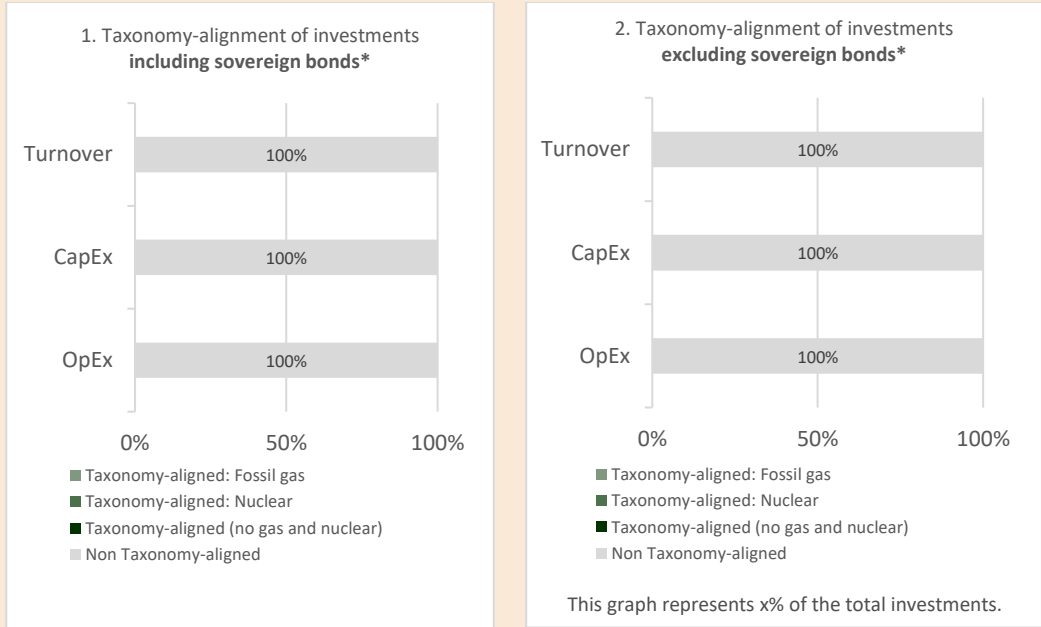 1. Taxonomy-alignment of investments
including sovereign bonds*
Turnover
100%
CapEx
100%
OpEx
100%
0%
50%
100%
Taxonomy-aligned: Fossil gas
Taxonomy-aligned: Nuclear
Taxonomy-aligned (no gas and nuclear)
Non Taxonomy-aligned
2. Taxonomy-alignment of investments
excluding sovereign bonds*
Turnover
100%
CapEx
100%
OpEx
100%
0%
50%
100%
Taxonomy-aligned: Fossil gas
Taxonomy-aligned: Nuclear
Taxonomy-aligned (no gas and nuclear)
Non Taxonomy-aligned
This graph represents x% of the total investments.